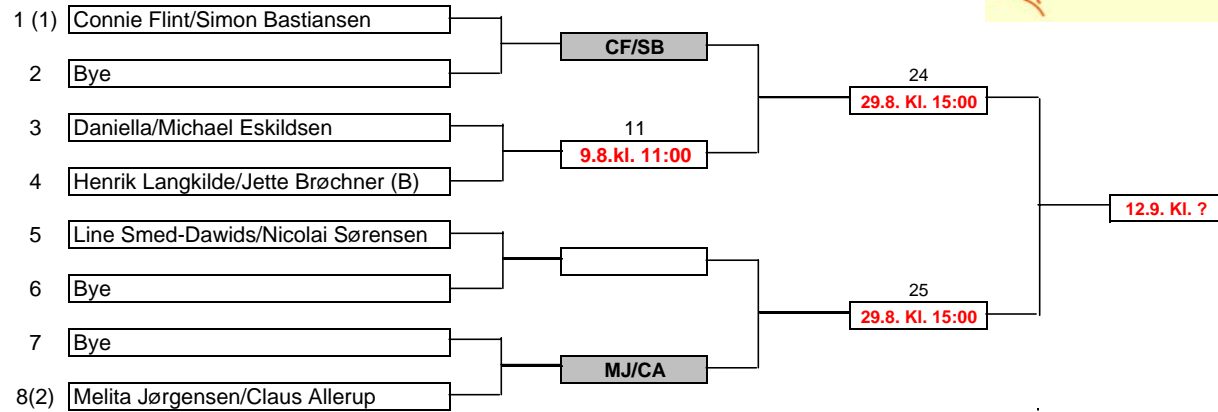 1 (1) Connie Flint/Simon Bastiansen
CF/SB
2 Bye
24
29.8. Kl. 15:00
3 Daniella/Michael Eskildsen
11
9.8.kl. 11:00
4 Henrik Langkilde/Jette Brøchner (B)
12.9. Kl. ?
5 Line Smed-Dawids/Nicolai Sørensen
6 Bye
25
29.8. Kl. 15:00
7 Bye
MJ/CA
8(2) Melita Jørgensen/Claus Allerup